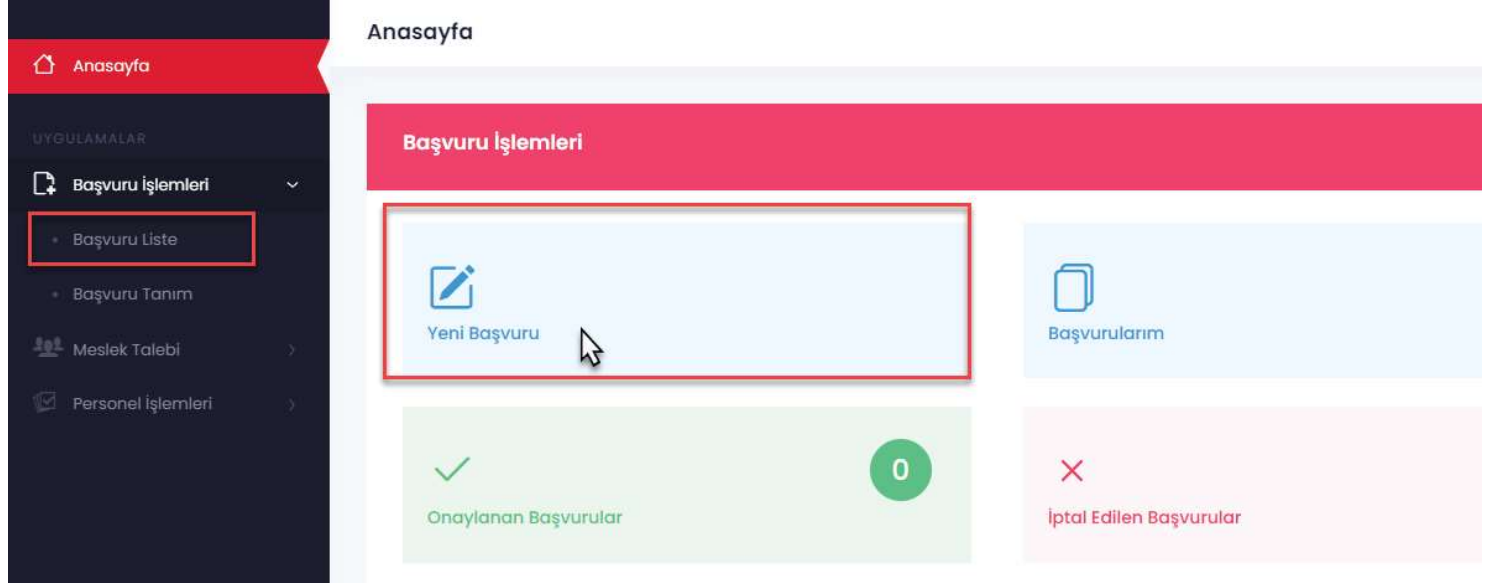 Anasayfa
UYGULAMALAR
Başvuru İşlemleri
Başvuru Liste
Başvuru Tanım
Meslek Talebi
Personel İşlemleri
Anasayfa
Başvuru İşlemleri
Yeni Başvuru
Başvurularım
0
Onaylanan Başvurular
İptal Edilen Başvurular